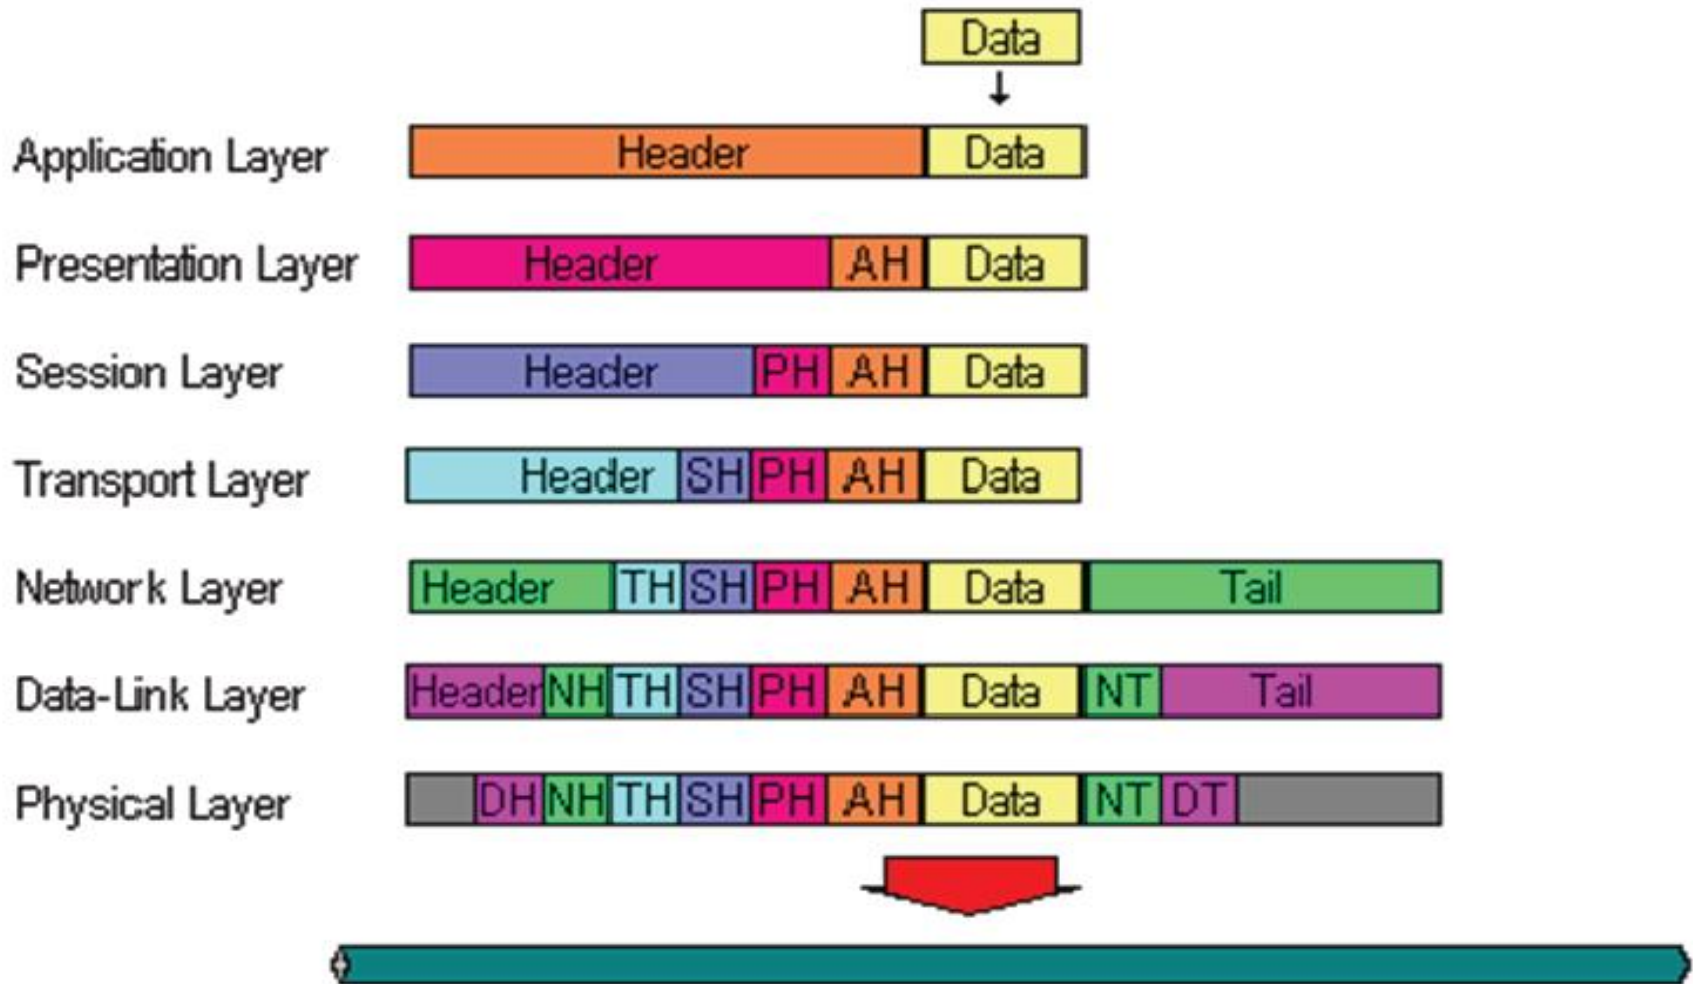 Data
Application Layer Header Data
Presentation Layer Header AH Data
Session Layer Header PH AH Data
Transport Layer Header SH PH AH Data
Network Layer Header TH SH PH AH Data Tail
Data-Link Layer Header NH TH SH PH AH Data NT Tail
Physical Layer DH NH TH SH PH AH Data NT DT